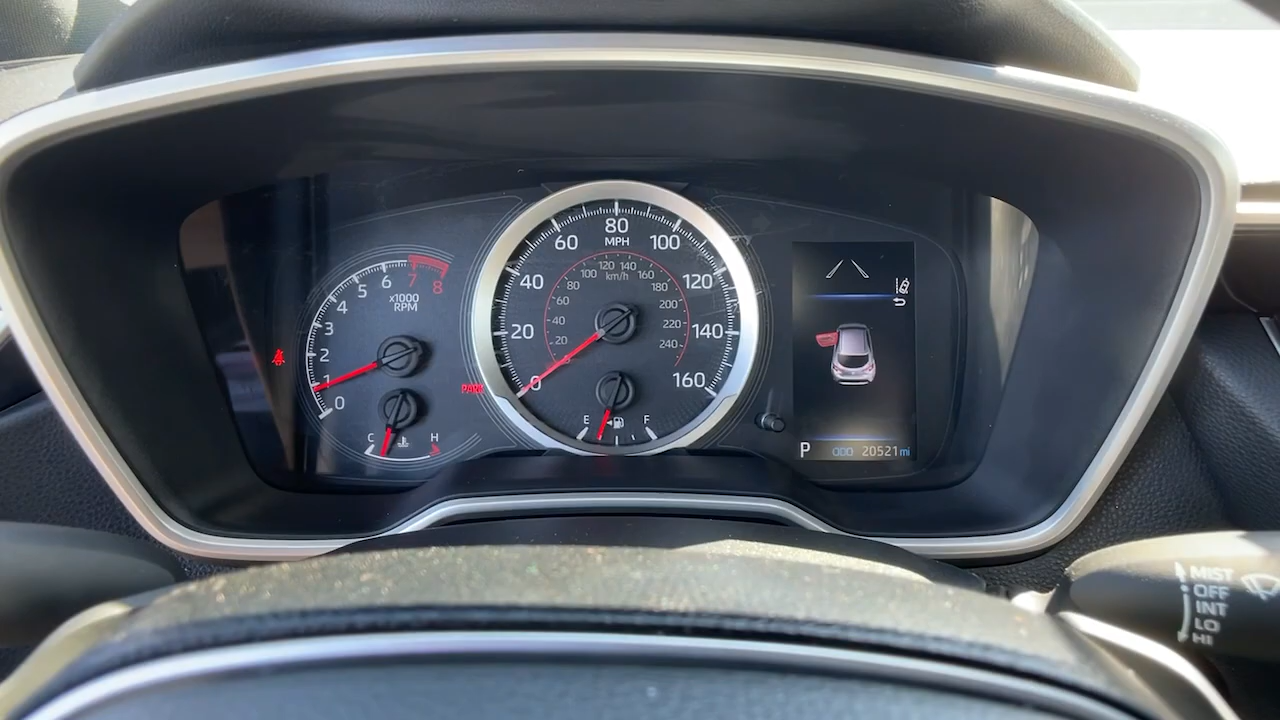 80
MPH
60 100
40 120
20 140
0 160
120 140
100 160
km/h
80 180
60 200
40 220
20 240
E F
7
6 8
5
4
x1000
RPM
3
2
1
0
C H
PARK
P 000 20521 mi
MIST
OFF
INT
LO
HI